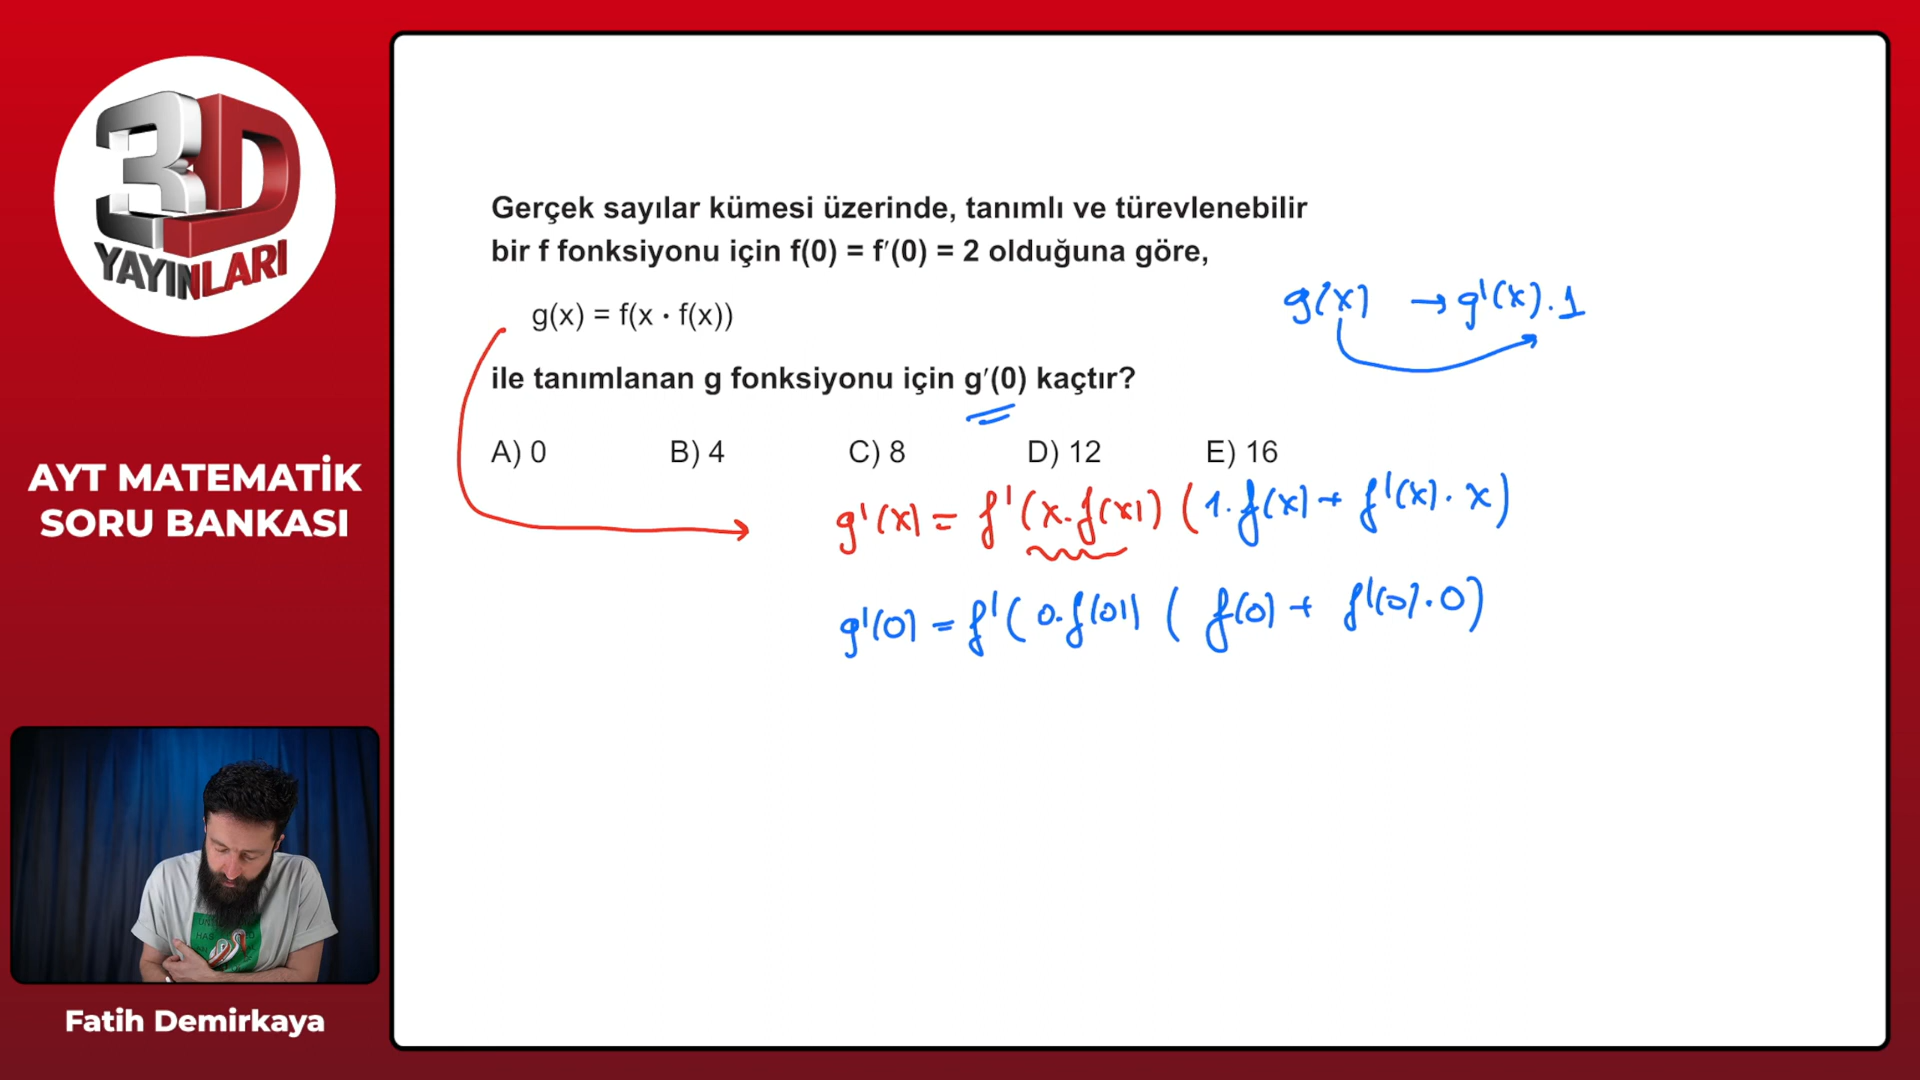 3D
YAYINLARI
AYT MATEMATİK
SORU BANKASI
Fatih Demirkaya
Gerçek sayılar kümesi üzerinde, tanımlı ve türevlenebilir
bir f fonksiyonu için f(0) = f′(0) = 2 olduğuna göre,
g(x) = f(x · f(x))
ile tanımlanan g fonksiyonu için g′(0) kaçtır?
A) 0 B) 4 C) 8 D) 12 E) 16
g(x) → g'(x).1
g'(x) = f'(x.f(x)) (1.f(x) + f'(x).x)
g'(0) = f'(0.f(0)) (f(0) + f'(0).0)